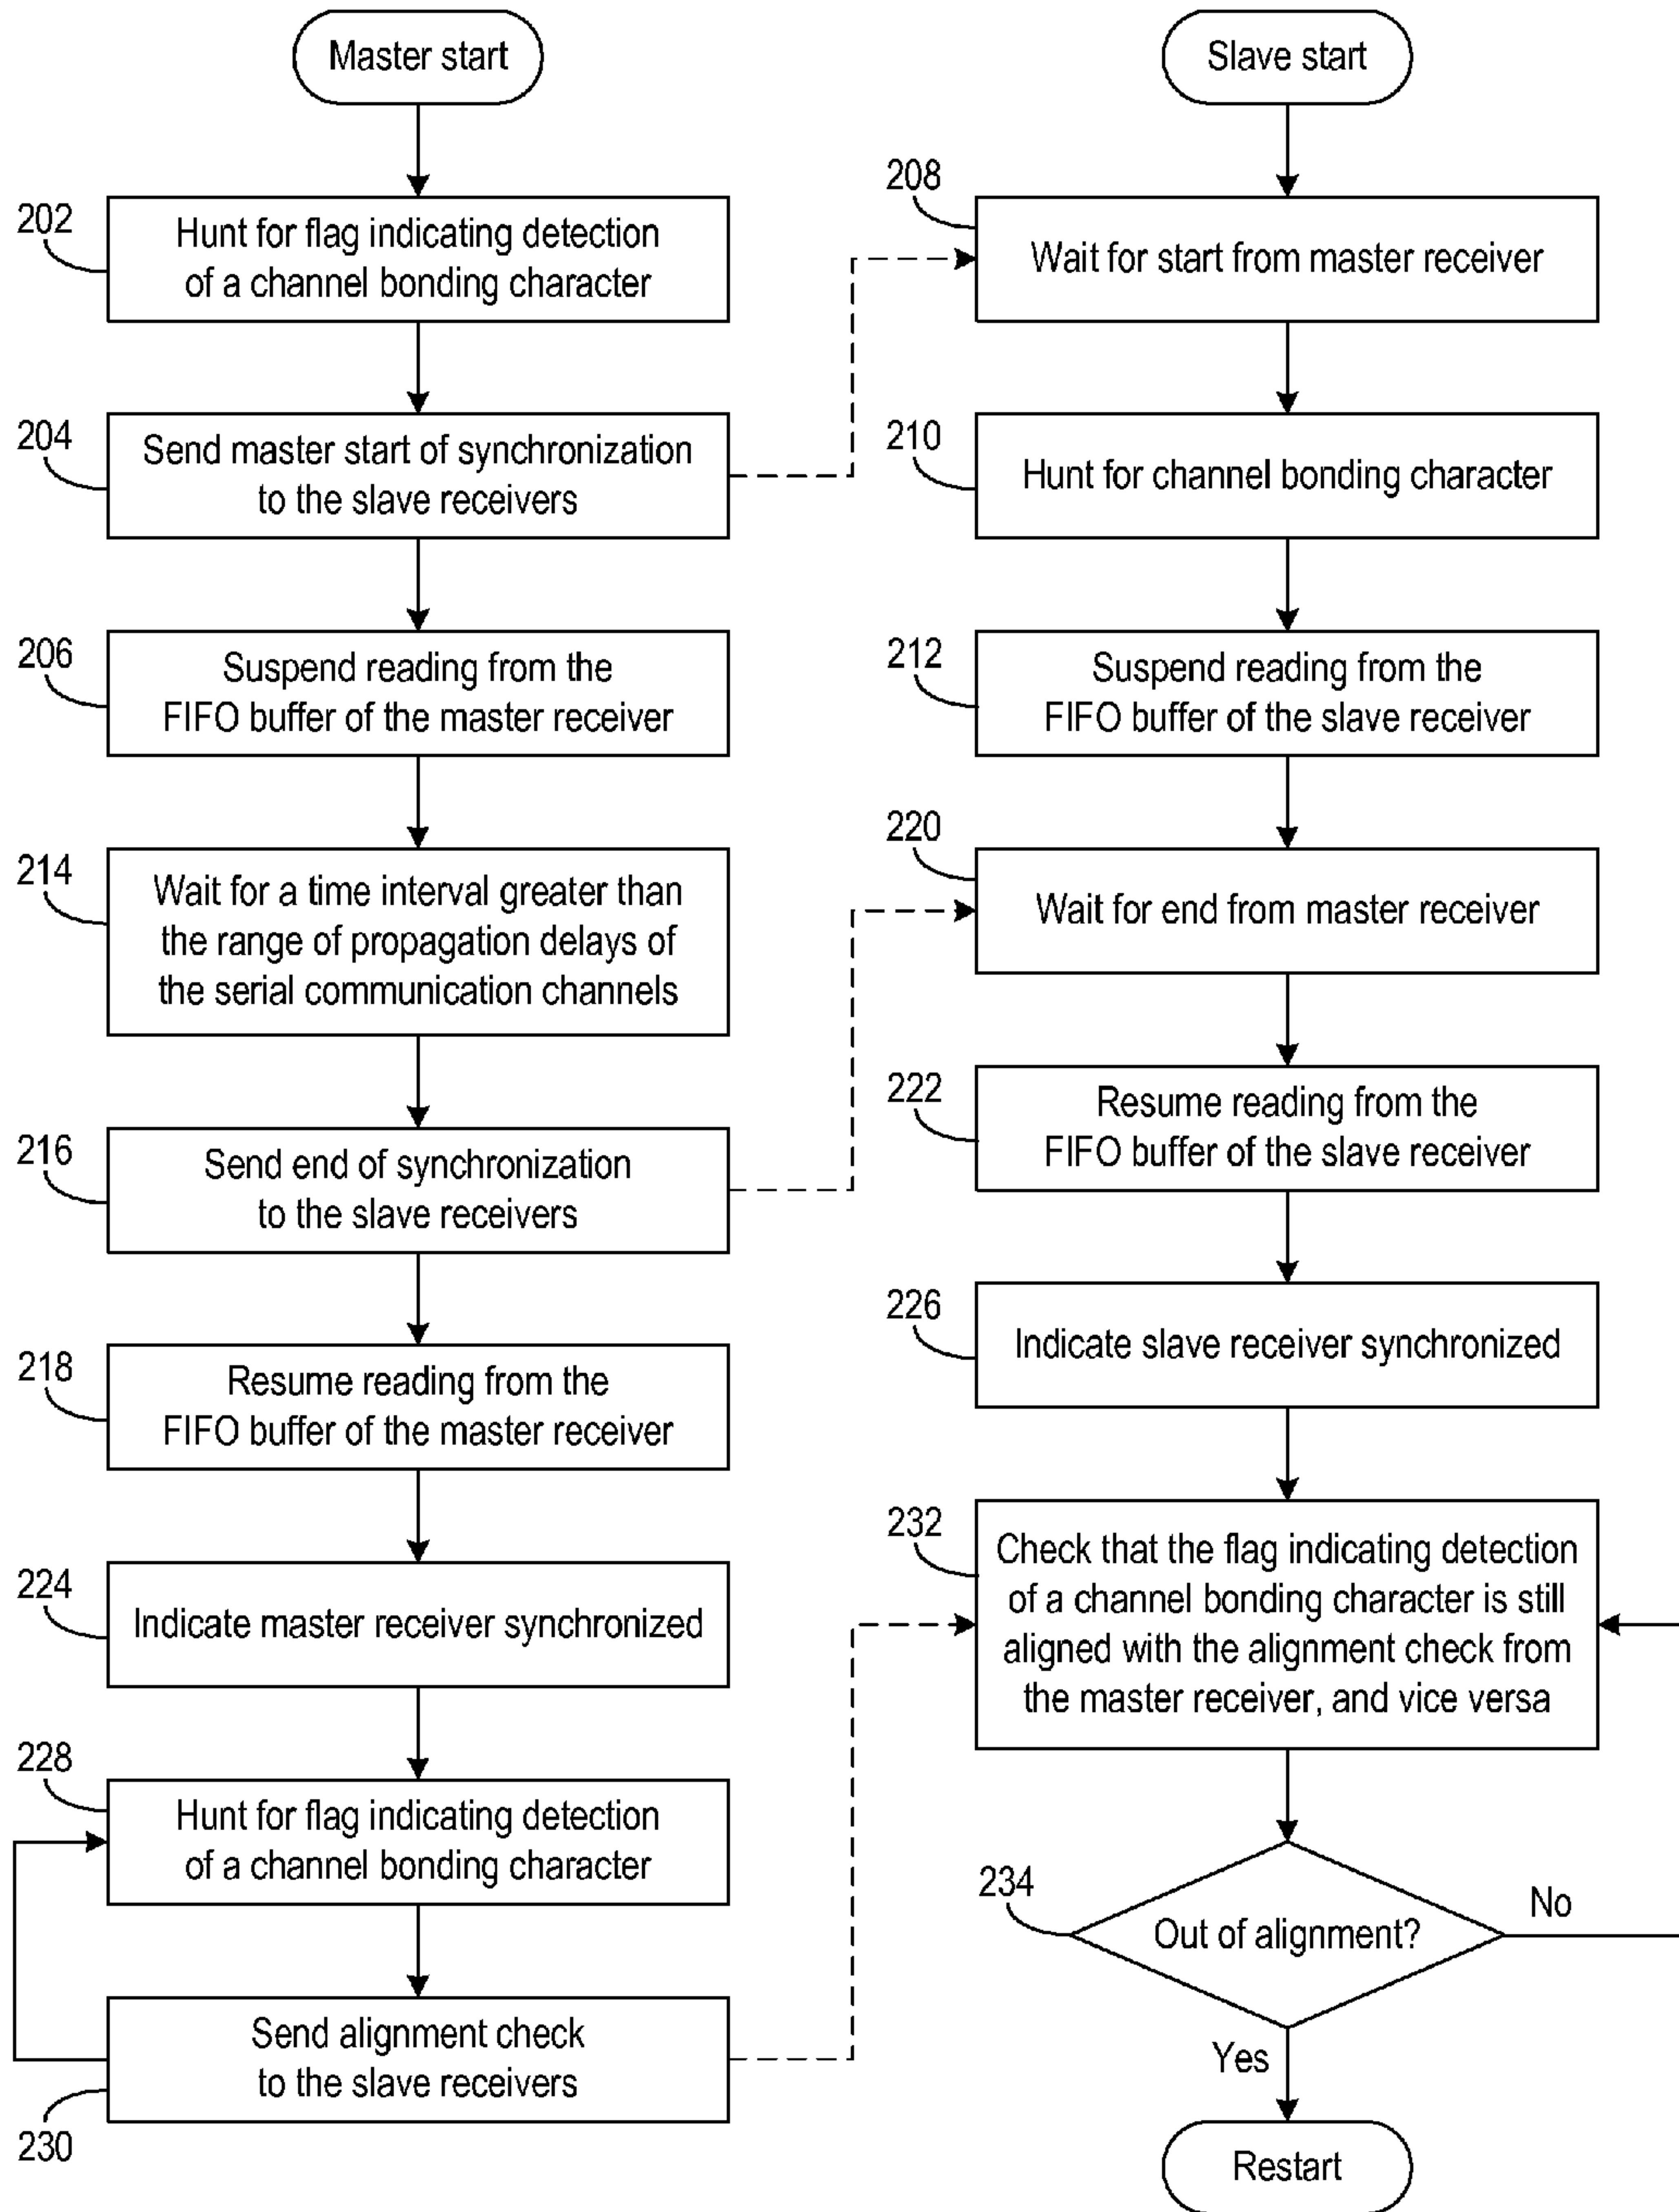 Master start
202
Hunt for flag indicating detection
of a channel bonding character
204
Send master start of synchronization
to the slave receivers
206
Suspend reading from the
FIFO buffer of the master receiver
214
Wait for a time interval greater than
the range of propagation delays of
the serial communication channels
216
Send end of synchronization
to the slave receivers
218
Resume reading from the
FIFO buffer of the master receiver
224
Indicate master receiver synchronized
228
Hunt for flag indicating detection
of a channel bonding character
Send alignment check
to the slave receivers
230
Slave start
208
Wait for start from master receiver
210
Hunt for channel bonding character
212
Suspend reading from the
FIFO buffer of the slave receiver
220
Wait for end from master receiver
222
Resume reading from the
FIFO buffer of the slave receiver
226
Indicate slave receiver synchronized
232
Check that the flag indicating detection
of a channel bonding character is still
aligned with the alignment check from
the master receiver, and vice versa
234
Out of alignment?
No
Yes
Restart